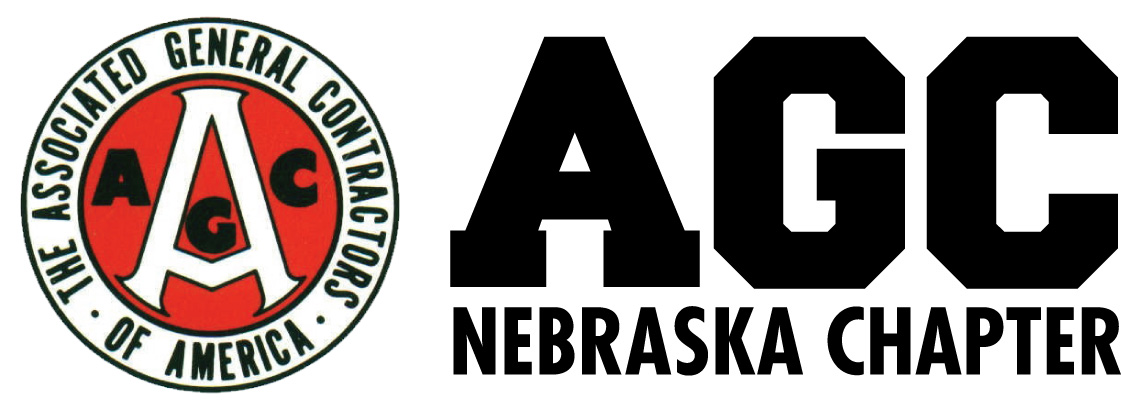 THE ASSOCIATED GENERAL CONTRACTORS
· OF AMERICA ·
A G C
AGC
NEBRASKA CHAPTER